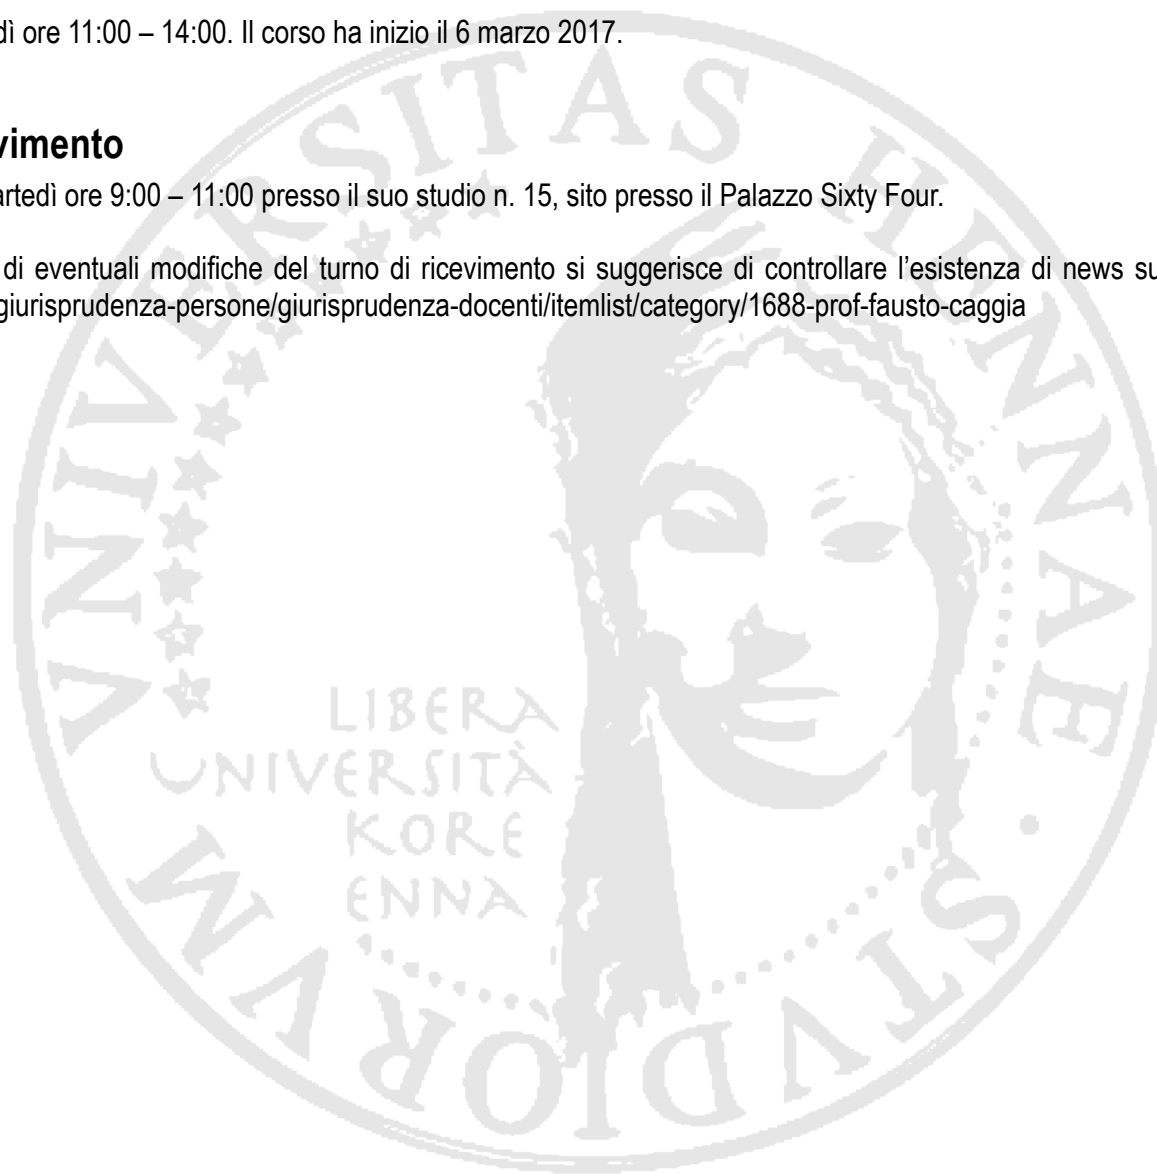 dì ore 11:00 – 14:00. Il corso ha inizio il 6 marzo 2017.
vimento
artedì ore 9:00 – 11:00 presso il suo studio n. 15, sito presso il Palazzo Sixty Four.
di eventuali modifiche del turno di ricevimento si suggerisce di controllare l’esistenza di news su
giurisprudenza-persone/giurisprudenza-docenti/itemlist/category/1688-prof-fausto-caggia
VNIVERSITAS HENNAE • STVDIORVM
LIBERA
UNIVERSITÀ
KORE
ENNA